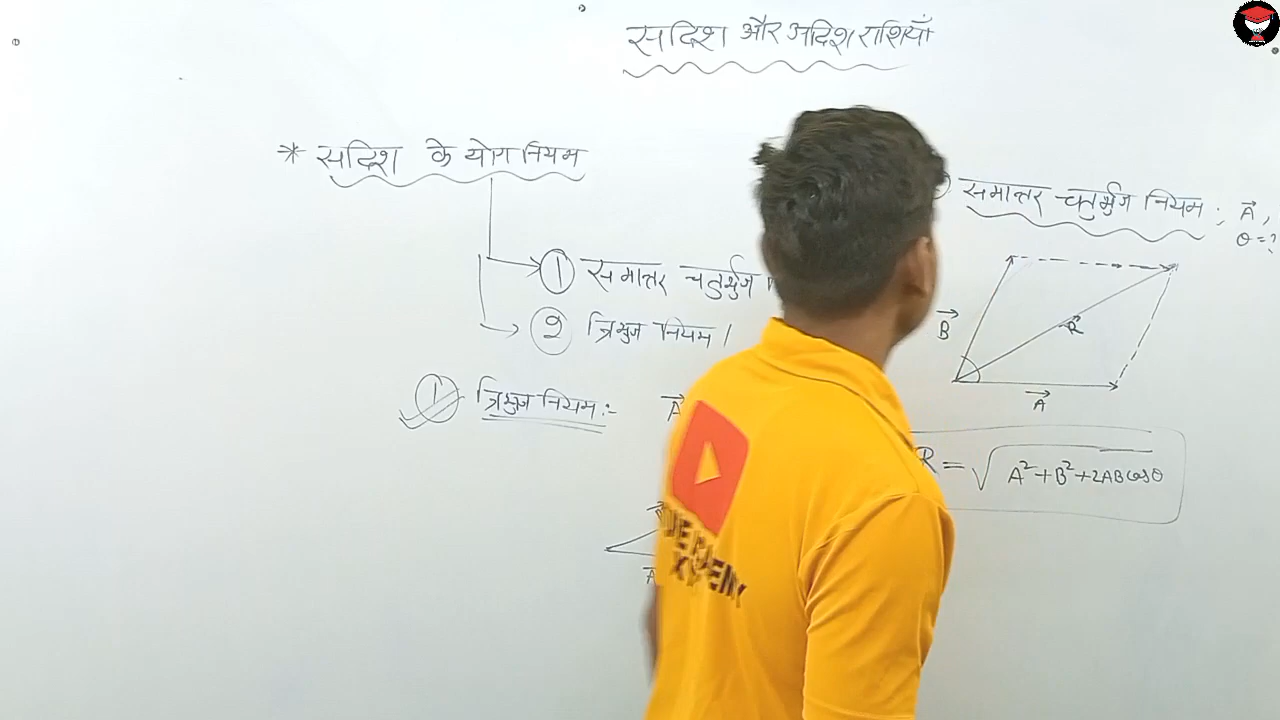 सदिश और अदिश राशियाँ
* सदिश के योग नियम
① समान्तर चतुर्भुज
② त्रिभुज नियम।
① त्रिभुज नियम :-
समान्तर चतुर्भुज नियम : A⃗,
θ=?
B⃗
R⃗
A⃗
R = √A²+B²+2ABcosθ
A⃗